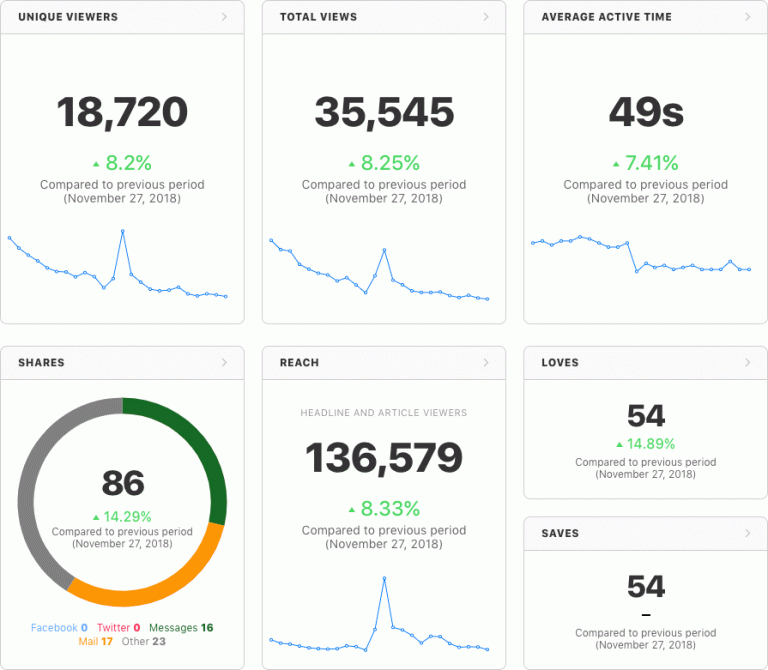 UNIQUE VIEWERS
18,720
8.2%
Compared to previous period
(November 27, 2018)
TOTAL VIEWS
35,545
8.25%
Compared to previous period
(November 27, 2018)
AVERAGE ACTIVE TIME
49s
7.41%
Compared to previous period
(November 27, 2018)
SHARES
86
14.29%
Compared to previous period
(November 27, 2018)
Facebook 0 Twitter 0 Messages 16
Mail 17 Other 23
REACH
HEADLINE AND ARTICLE VIEWERS
136,579
8.33%
Compared to previous period
(November 27, 2018)
LOVES
54
14.89%
Compared to previous period
(November 27, 2018)
SAVES
54
–
Compared to previous period
(November 27, 2018)